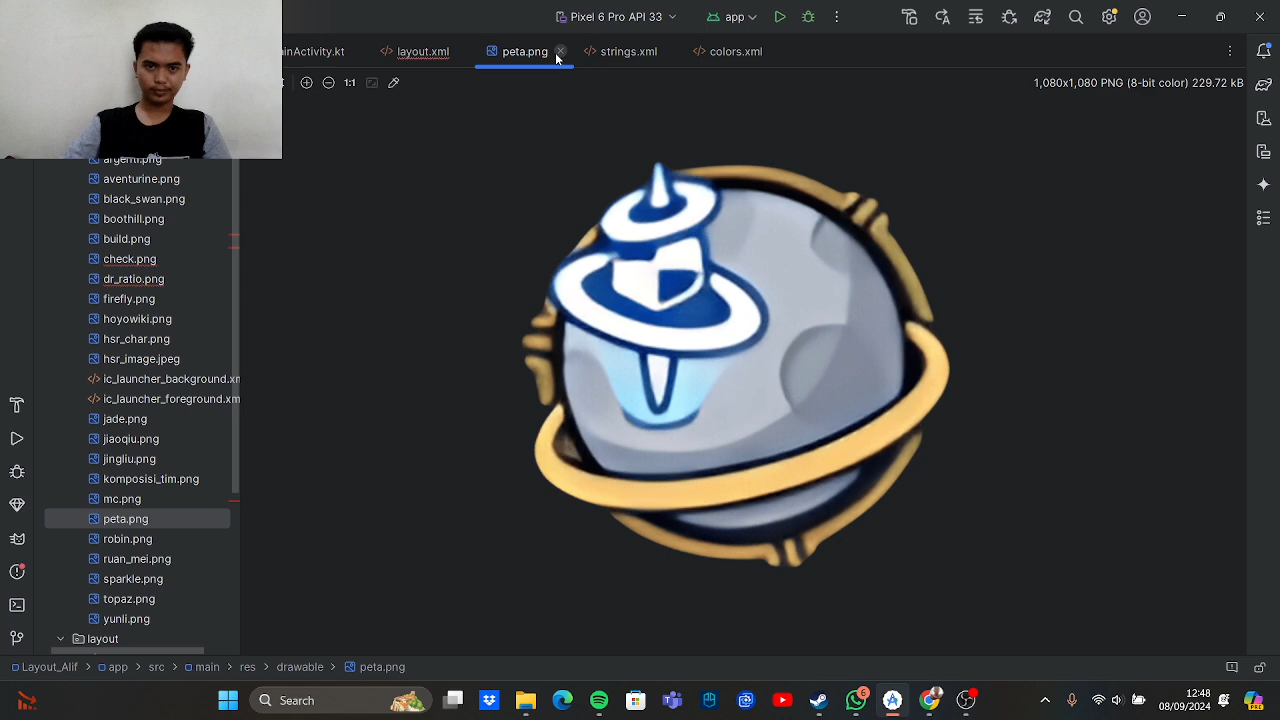 Pixel 6 Pro API 33
app
ainActivity.kt
layout.xml
peta.png
strings.xml
colors.xml
1:1
1,080x1,080 PNG (8-bit color) 229.72 kB
argenti.png
aventurine.png
black_swan.png
boothill.png
build.png
check.png
dr_ratio.png
firefly.png
hoyowiki.png
hsr_char.png
hsr_image.jpeg
ic_launcher_background.xm
ic_launcher_foreground.xm
jade.png
jiaoqiu.png
jingliu.png
komposisi_tim.png
mc.png
peta.png
robin.png
ruan_mei.png
sparkle.png
topaz.png
yunli.png
layout
Layout_Alif > app > src > main > res > drawable > peta.png
Search
6
12.48
08/09/2024